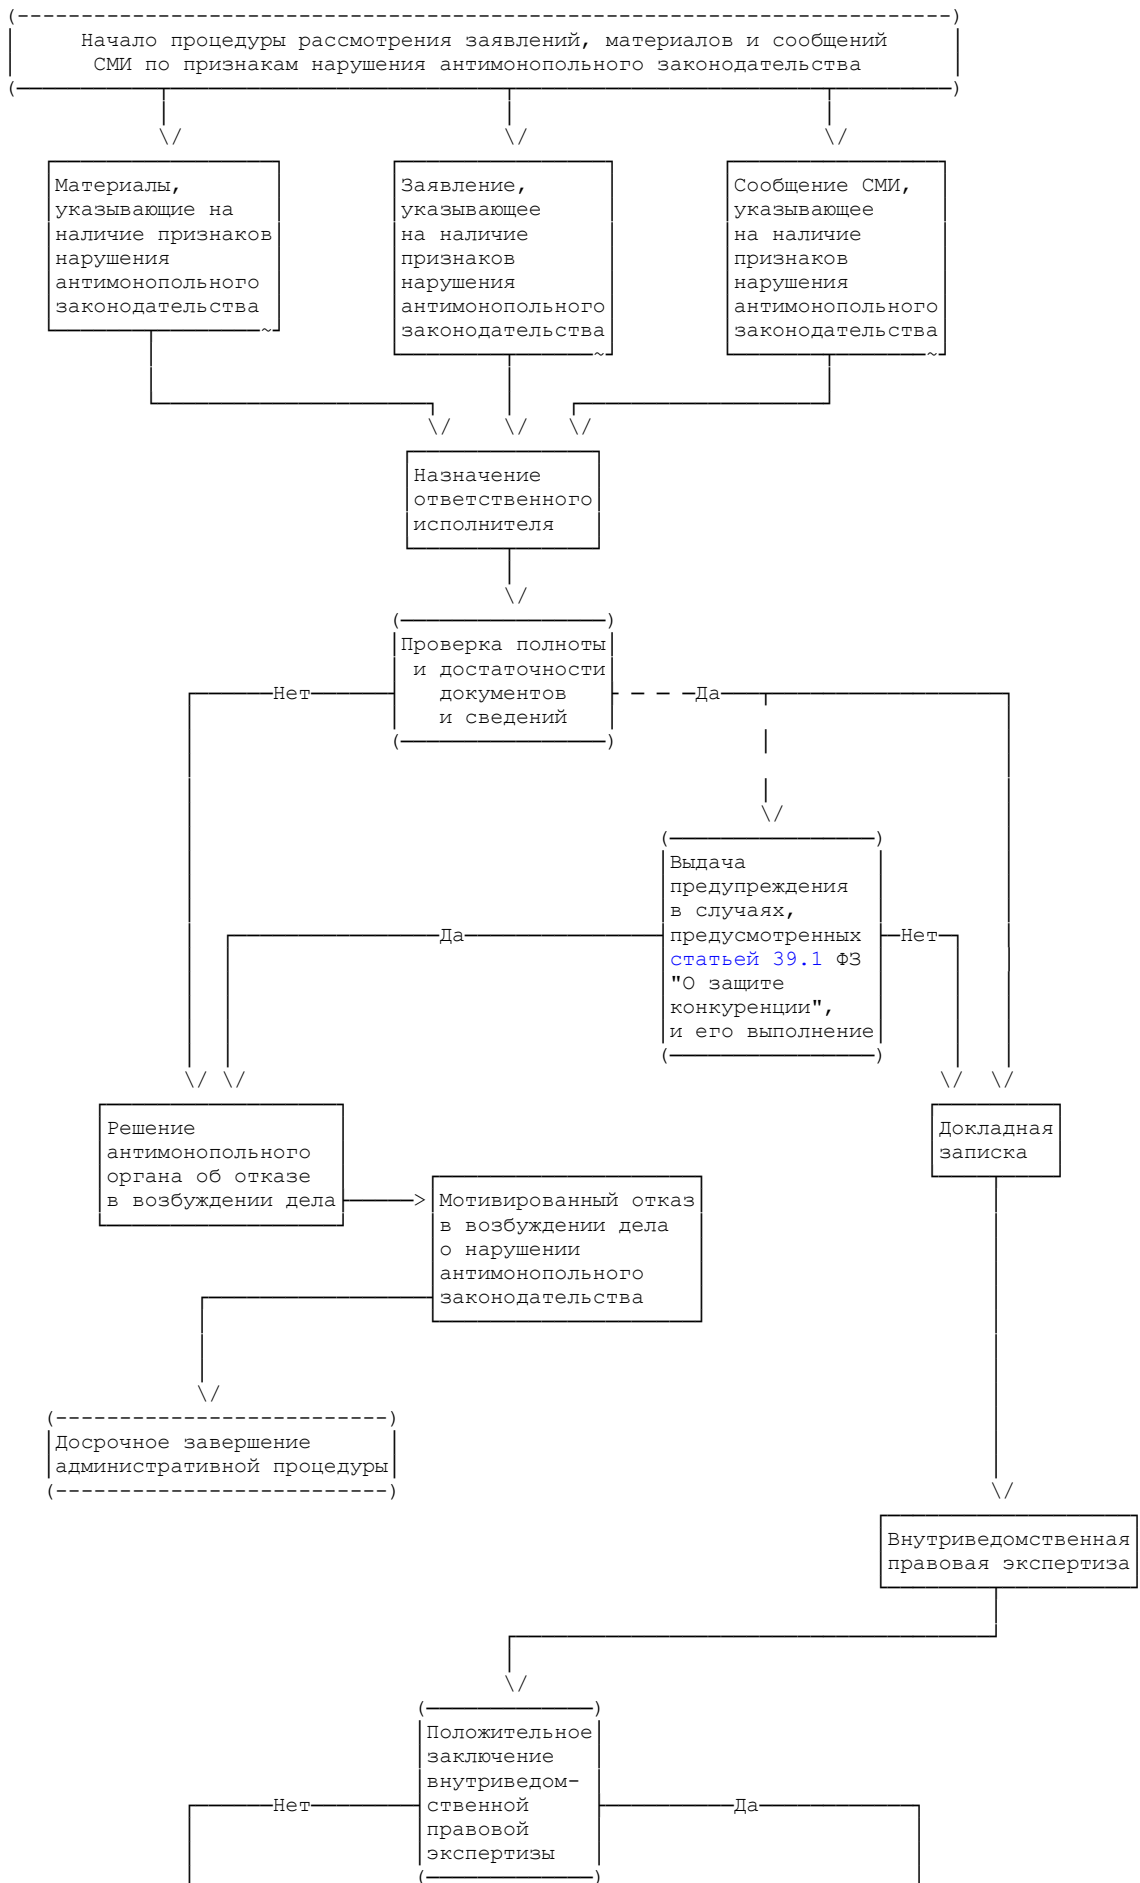 Начало процедуры рассмотрения заявлений, материалов и сообщений
СМИ по признакам нарушения антимонопольного законодательства
Материалы,
указывающие на
наличие признаков
нарушения
антимонопольного
законодательства
Заявление,
указывающее
на наличие
признаков
нарушения
антимонопольного
законодательства
Сообщение СМИ,
указывающее
на наличие
признаков
нарушения
антимонопольного
законодательства
Назначение
ответственного
исполнителя
Проверка полноты
и достаточности
документов
и сведений
Нет
Да
Выдача
предупреждения
в случаях,
предусмотренных
статьей 39.1 ФЗ
"О защите
конкуренции",
и его выполнение
Да
Нет
Решение
антимонопольного
органа об отказе
в возбуждении дела
Докладная
записка
Мотивированный отказ
в возбуждении дела
о нарушении
антимонопольного
законодательства
Досрочное завершение
административной процедуры
Внутриведомственная
правовая экспертиза
Положительное
заключение
внутриведом-
ственной
правовой
экспертизы
Нет
Да